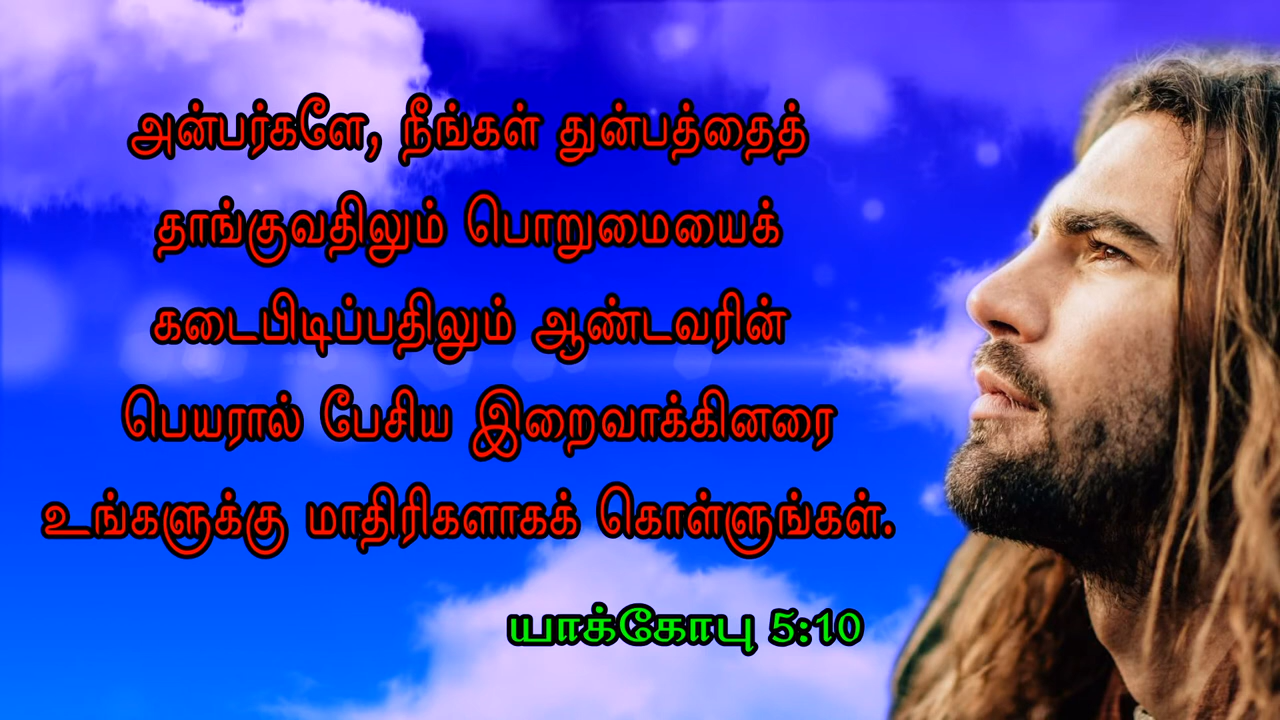 அன்பர்களே, நீங்கள் துன்பத்தைத்
தாங்குவதிலும் பொறுமையைக்
கடைபிடிப்பதிலும் ஆண்டவரின்
பெயரால் பேசிய இறைவாக்கினரை
உங்களுக்கு மாதிரிகளாகக் கொள்ளுங்கள்.
யாக்கோபு 5:10